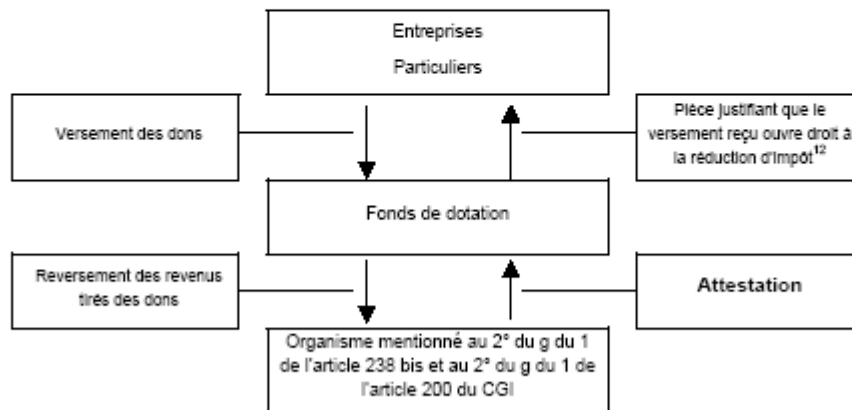 Entreprises
Particuliers
Versement des dons
Pièce justifiant que le
versement reçu ouvre droit à
la réduction d'impôt12
Fonds de dotation
Reversement des revenus
tirés des dons
Attestation
Organisme mentionné au 2° du g du 1
de l'article 238 bis et au 2° du g du 1 de
l'article 200 du CGI